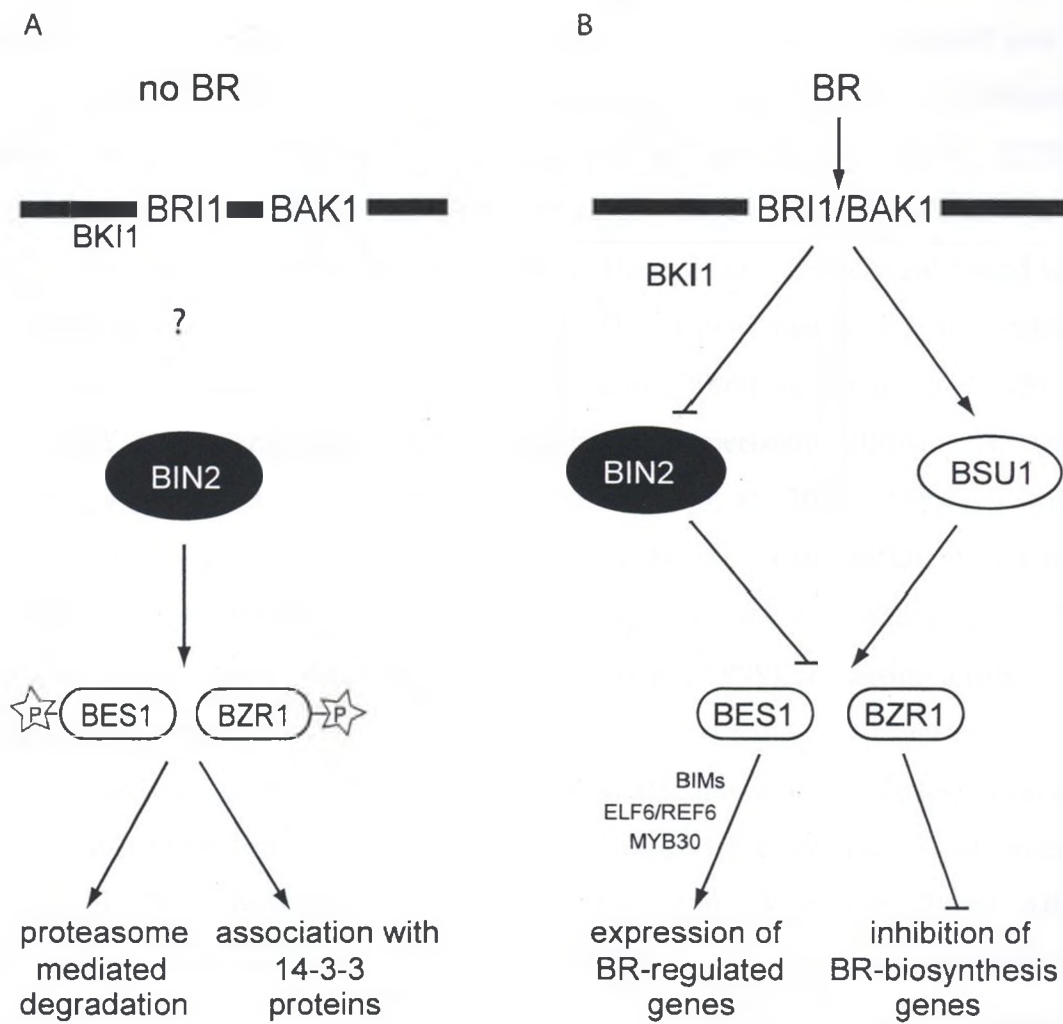 A
no BR
BRI1 BAK1
BKI1
?
BIN2
P BES1 BZR1 P
proteasome
mediated
degradation
association with
14-3-3
proteins
B
BR
BRI1/BAK1
BKI1
BIN2
BSU1
BES1 BZR1
BIMs
ELF6/REF6
MYB30
expression of
BR-regulated
genes
inhibition of
BR-biosynthesis
genes